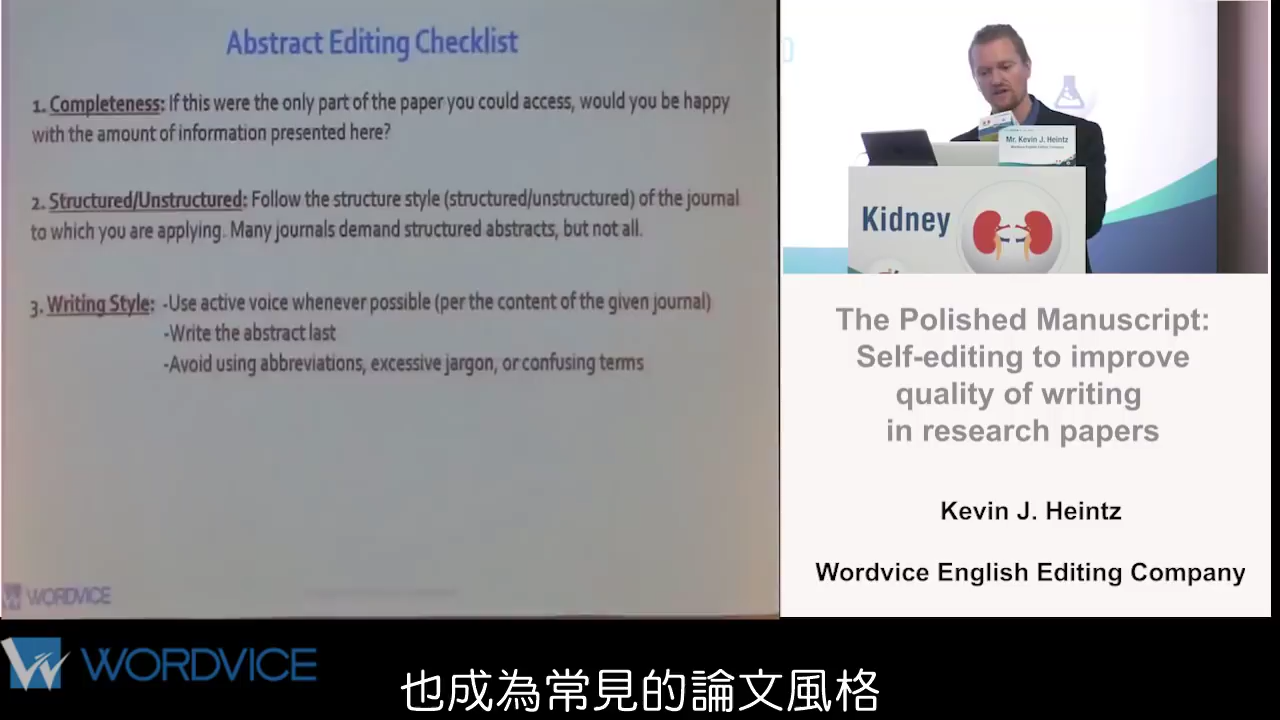 Abstract Editing Checklist
1. Completeness: If this were the only part of the paper you could access, would you be happy
with the amount of information presented here?
2. Structured/Unstructured: Follow the structure style (structured/unstructured) of the journal
to which you are applying. Many journals demand structured abstracts, but not all.
3. Writing Style: -Use active voice whenever possible (per the content of the given journal)
-Write the abstract last
-Avoid using abbreviations, excessive jargon, or confusing terms
WORDVICE
Mr. Kevin J. Heintz
Kidney
The Polished Manuscript:
Self-editing to improve
quality of writing
in research papers
Kevin J. Heintz
Wordvice English Editing Company
WORDVICE
也成為常見的論文風格